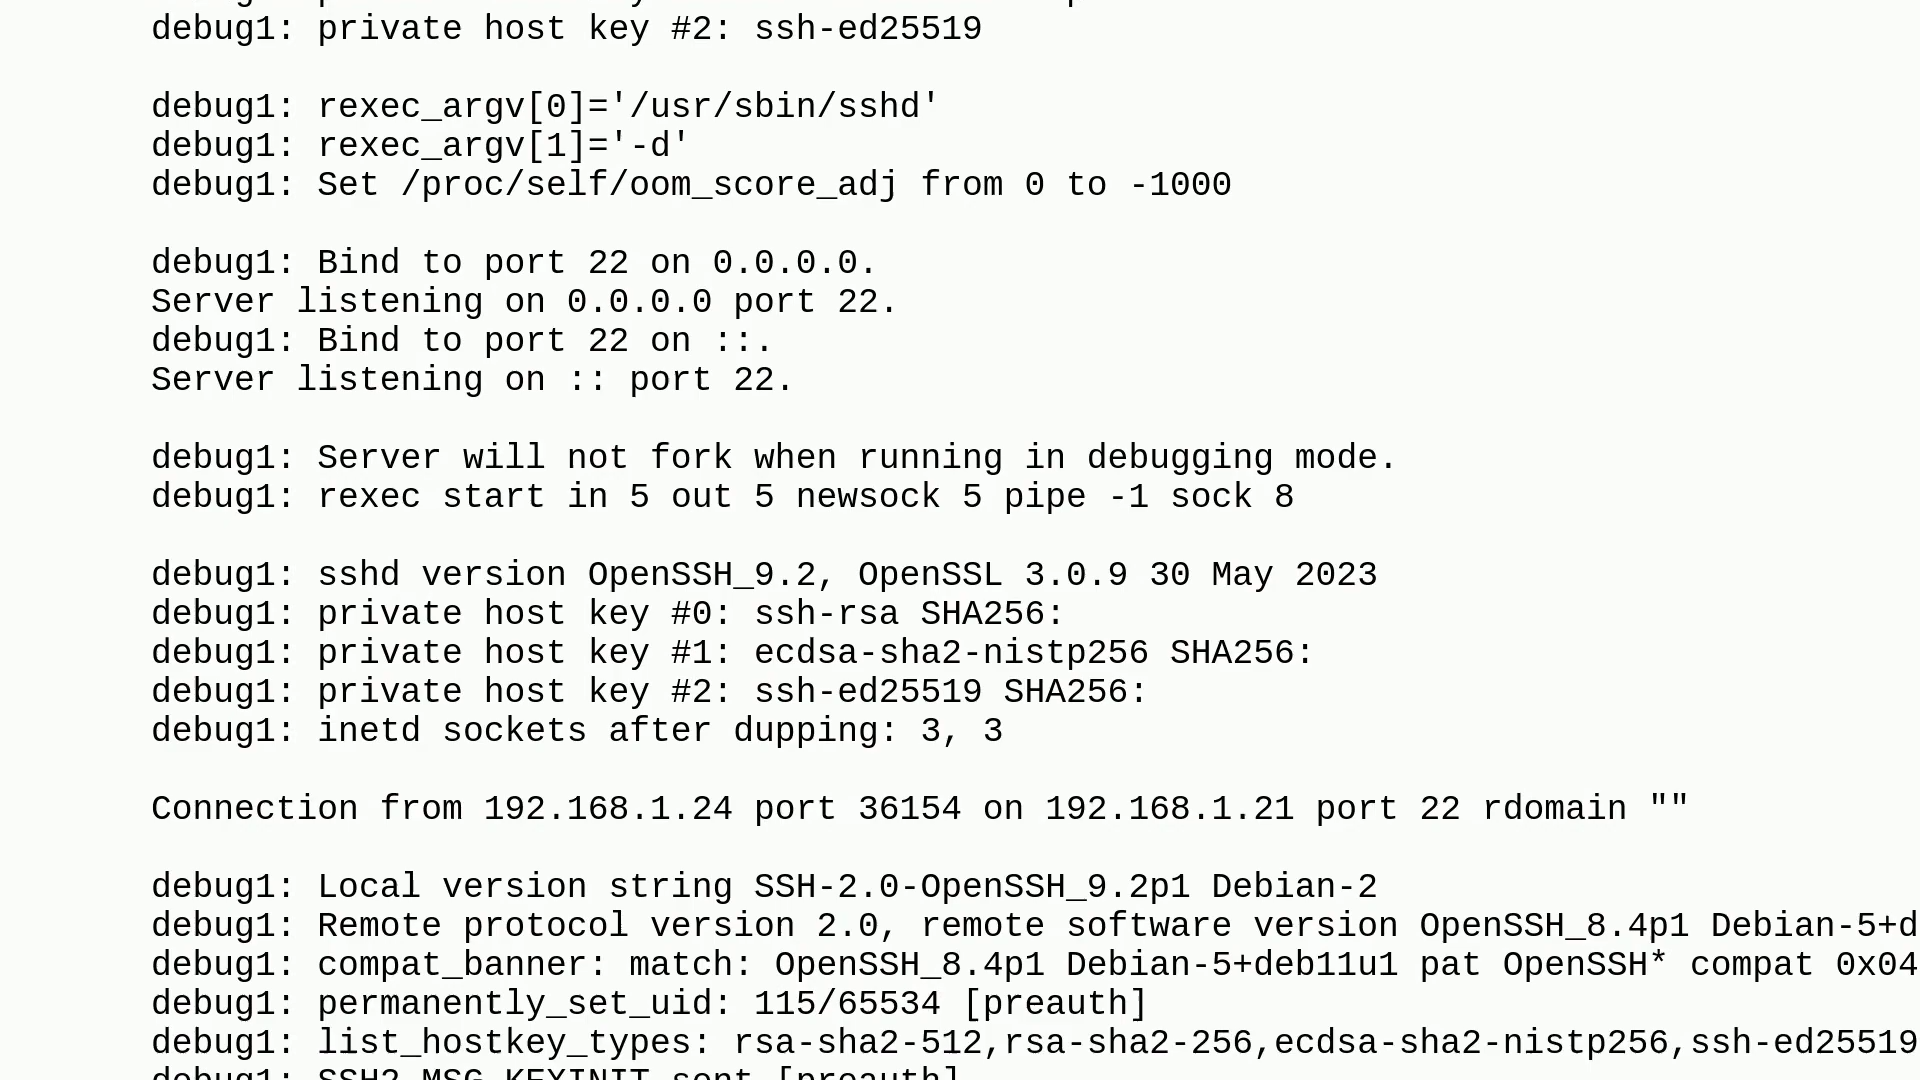 debug1: private host key #2: ssh-ed25519
debug1: rexec_argv[0]='/usr/sbin/sshd'
debug1: rexec_argv[1]='-d'
debug1: Set /proc/self/oom_score_adj from 0 to -1000
debug1: Bind to port 22 on 0.0.0.0.
Server listening on 0.0.0.0 port 22.
debug1: Bind to port 22 on ::.
Server listening on :: port 22.
debug1: Server will not fork when running in debugging mode.
debug1: rexec start in 5 out 5 newsock 5 pipe -1 sock 8
debug1: sshd version OpenSSH_9.2, OpenSSL 3.0.9 30 May 2023
debug1: private host key #0: ssh-rsa SHA256:
debug1: private host key #1: ecdsa-sha2-nistp256 SHA256:
debug1: private host key #2: ssh-ed25519 SHA256:
debug1: inetd sockets after dupping: 3, 3
Connection from 192.168.1.24 port 36154 on 192.168.1.21 port 22 rdomain ""
debug1: Local version string SSH-2.0-OpenSSH_9.2p1 Debian-2
debug1: Remote protocol version 2.0, remote software version OpenSSH_8.4p1 Debian-5+d
debug1: compat_banner: match: OpenSSH_8.4p1 Debian-5+deb11u1 pat OpenSSH* compat 0x04
debug1: permanently_set_uid: 115/65534 [preauth]
debug1: list_hostkey_types: rsa-sha2-512,rsa-sha2-256,ecdsa-sha2-nistp256,ssh-ed25519
debug1: SSH2_MSG_KEXINIT sent [preauth]